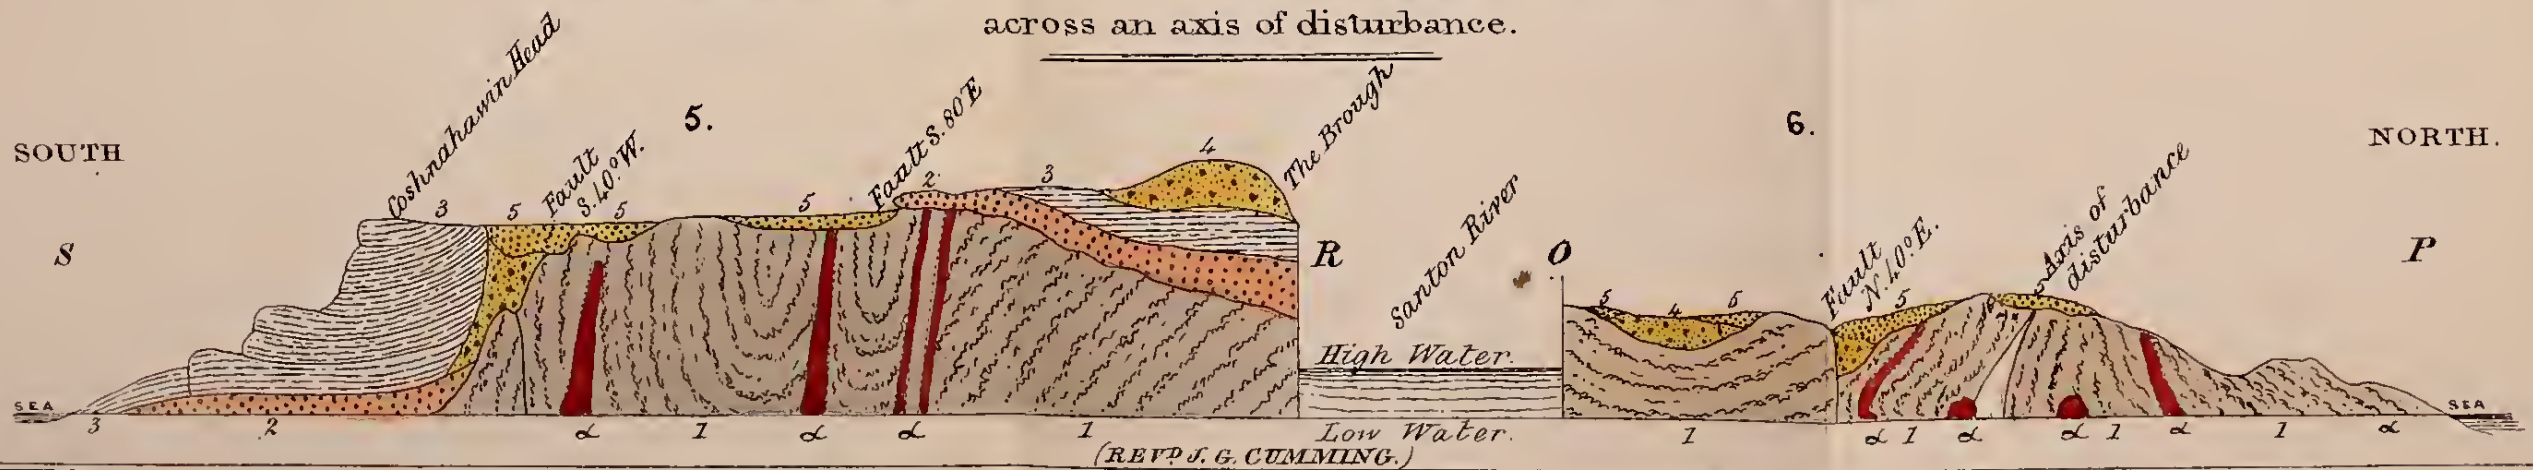 across an axis of disturbance.
5.
6.
SOUTH
NORTH.
Coshnahawin Head
3
5
Fault
S. 40° W.
5
5
Fault S. 80 E
2
3
4
The Brough
S
R
Santon River
O
5
4
5
Fault
N. 40° E.
5
Axis of
disturbance
5
P
High Water.
SEA
SEA
3
2
α
1
α
α
1
Low Water.
1
α
1
α
α
1
α
1
α
(REVD J. G. CUMMING.)